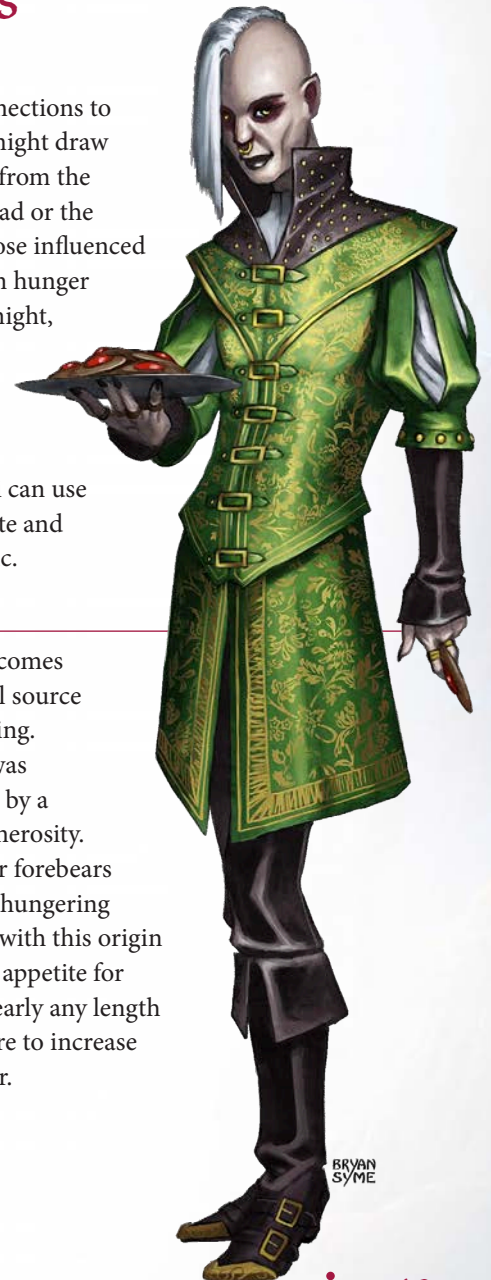 s
nections to
night draw
from the
ad or the
ose influenced
n hunger
night,
can use
te and
c.
comes
l source
ing.
was
by a
nerosity.
r forebears
hungering
with this origin
appetite for
early any length
re to increase
r.
BRYAN
SYME